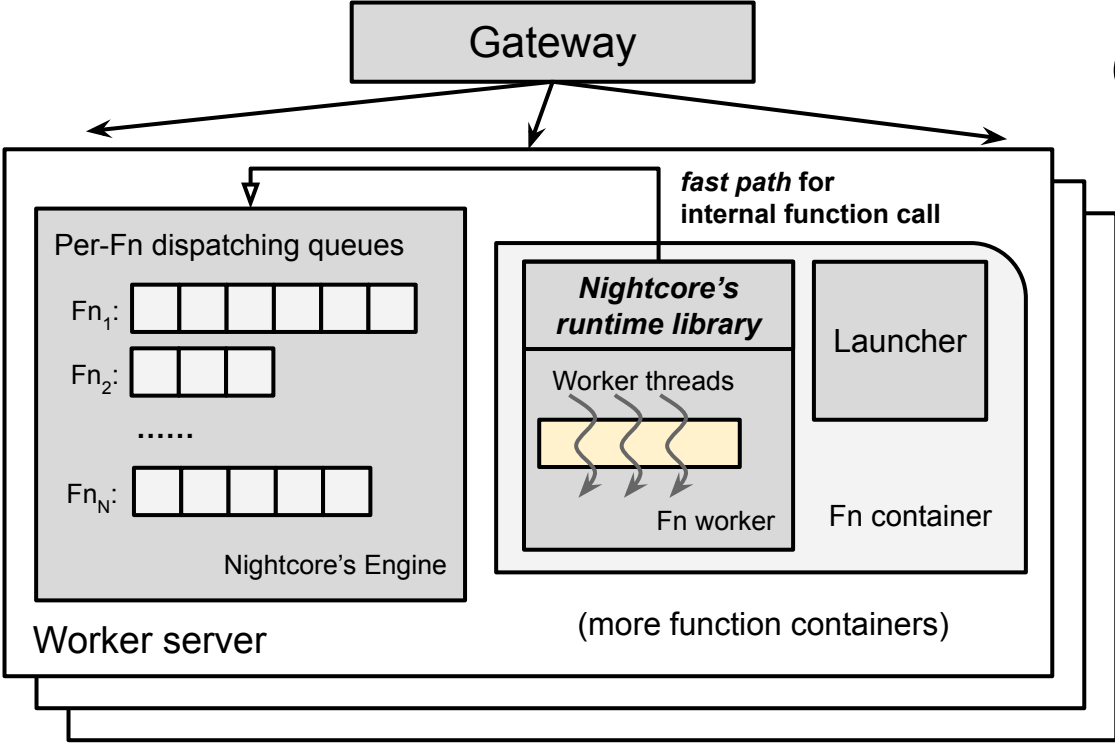 Gateway
fast path for
internal function call
Per-Fn dispatching queues
Fn1:
Fn2:
......
FnN:
Nightcore’s Engine
Nightcore’s
runtime library
Worker threads
Fn worker
Launcher
Fn container
(more function containers)
Worker server